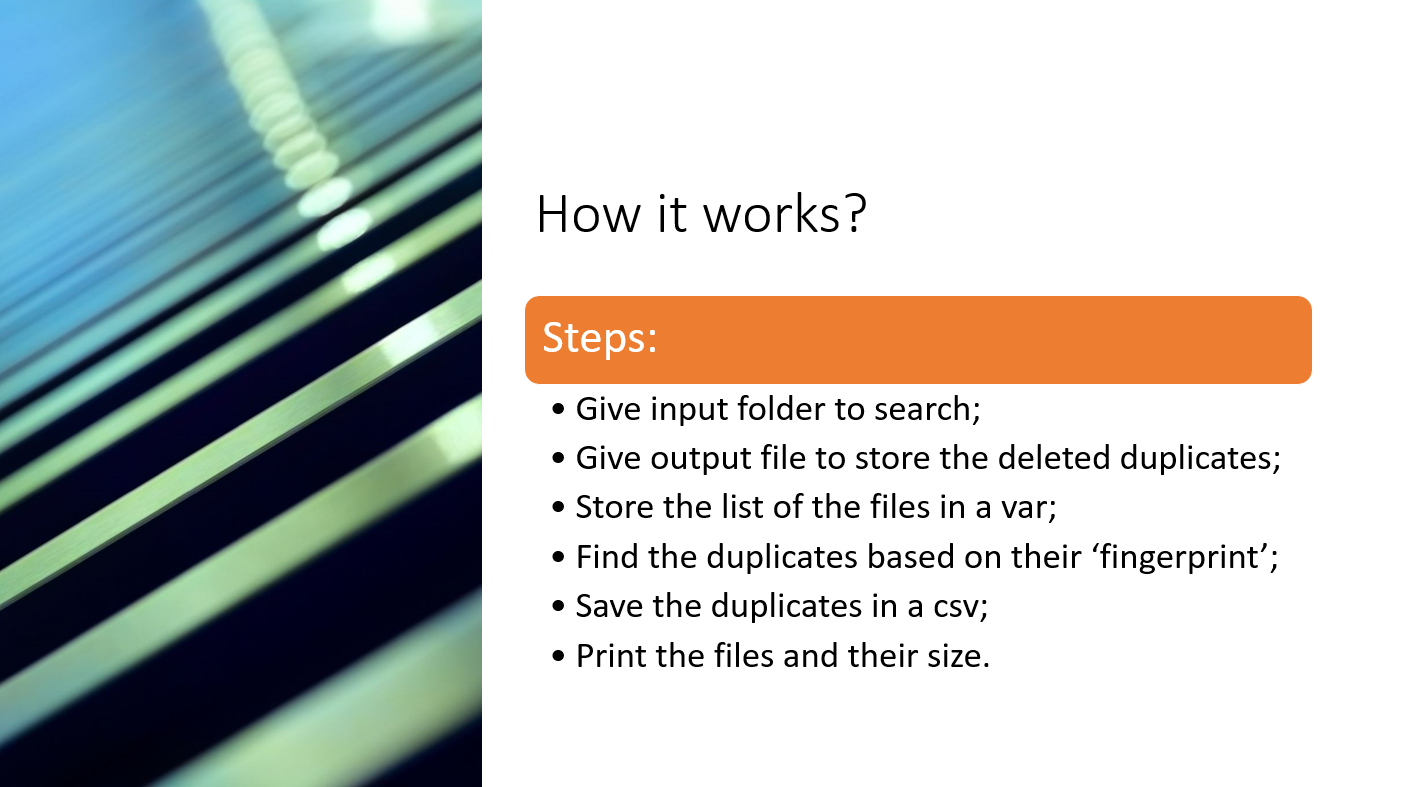 How it works?
Steps:
• Give input folder to search;
• Give output file to store the deleted duplicates;
• Store the list of the files in a var;
• Find the duplicates based on their ‘fingerprint’;
• Save the duplicates in a csv;
• Print the files and their size.